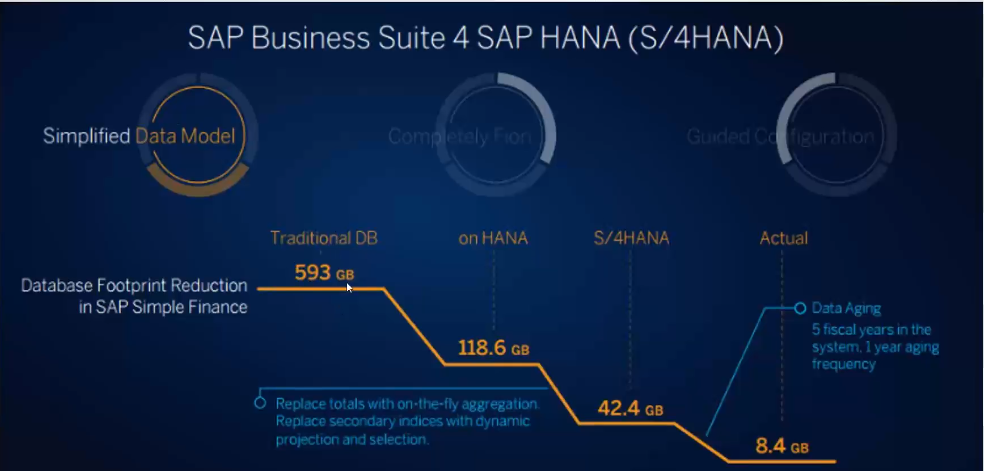 SAP Business Suite 4 SAP HANA (S/4HANA)
Simplified Data Model
Completely Fiori
Guided Configuration
Traditional DB
on HANA
S/4HANA
Actual
593 GB
Database Footprint Reduction
in SAP Simple Finance
118.6 GB
Data Aging
5 fiscal years in the
system, 1 year aging
frequency
Replace totals with on-the-fly aggregation.
Replace secondary indices with dynamic
projection and selection.
42.4 GB
8.4 GB